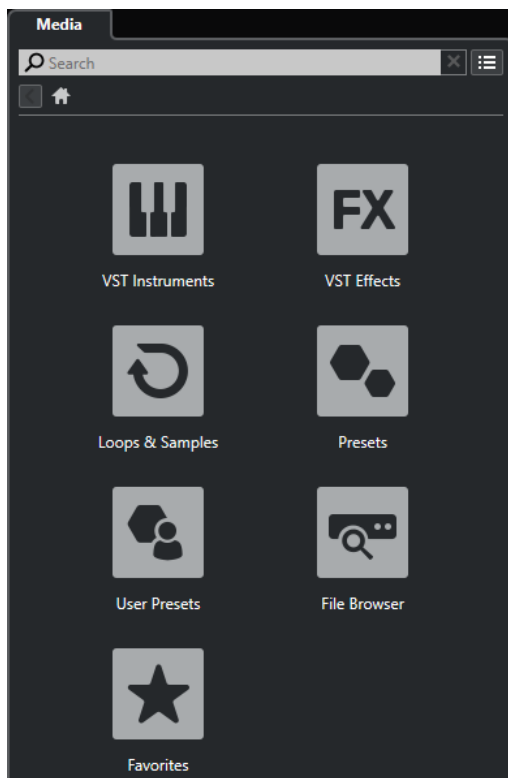 Media
Search
VST Instruments
FX
VST Effects
Loops & Samples
Presets
User Presets
File Browser
Favorites